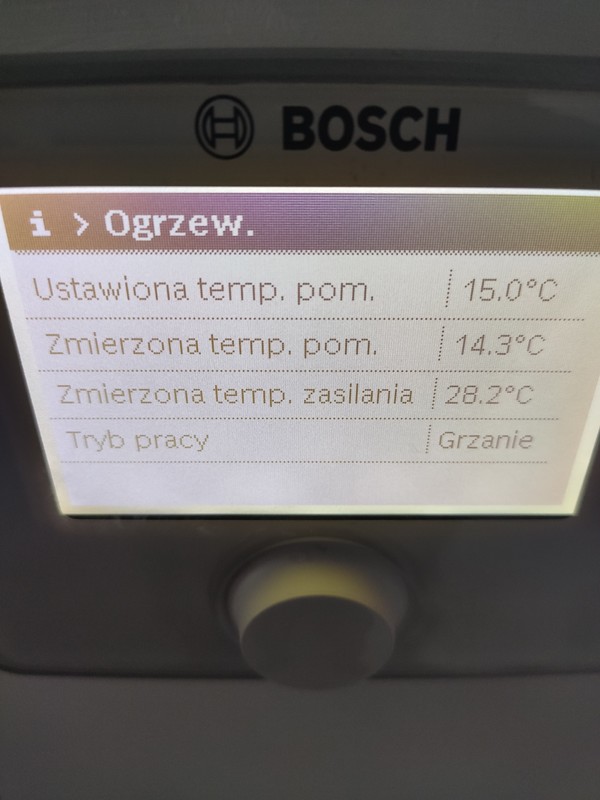 BOSCH
i > Ogrzew.
Ustawiona temp. pom. 15.0°C
Zmierzona temp. pom. 14.3°C
Zmierzona temp. zasilania 28.2°C
Tryb pracy Grzanie